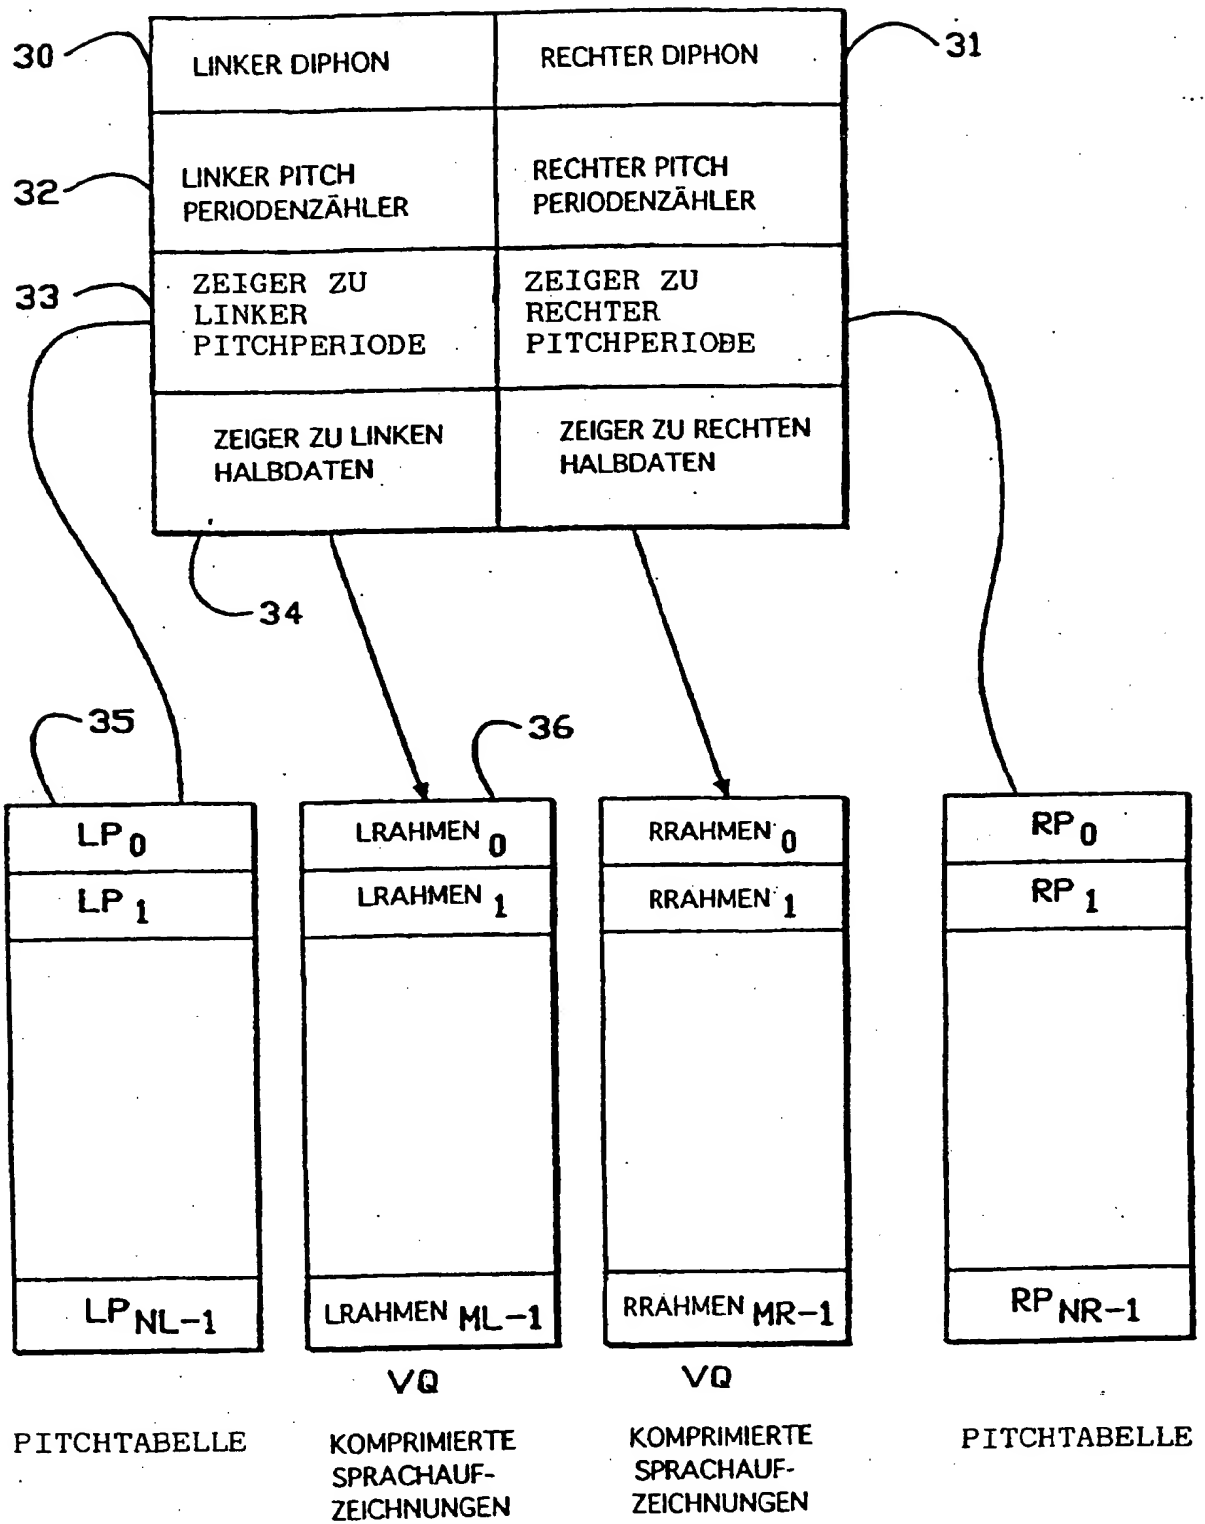 30
LINKER DIPHON
RECHTER DIPHON
31
32
LINKER PITCH
PERIODENZÄHLER
RECHTER PITCH
PERIODENZÄHLER
33
ZEIGER ZU
LINKER
PITCHPERIODE
ZEIGER ZU
RECHTER
PITCHPERIODE
ZEIGER ZU LINKEN
HALBDATEN
ZEIGER ZU RECHTEN
HALBDATEN
34
35
36
LP0
LRAHMEN0
RRAHMEN0
RP0
LP1
LRAHMEN1
RRAHMEN1
RP1
LPNL-1
LRAHMENML-1
RRAHMENMR-1
RPNR-1
VQ
VQ
PITCHTABELLE
KOMPRIMIERTE
SPRACHAUF-
ZEICHNUNGEN
KOMPRIMIERTE
SPRACHAUF-
ZEICHNUNGEN
PITCHTABELLE